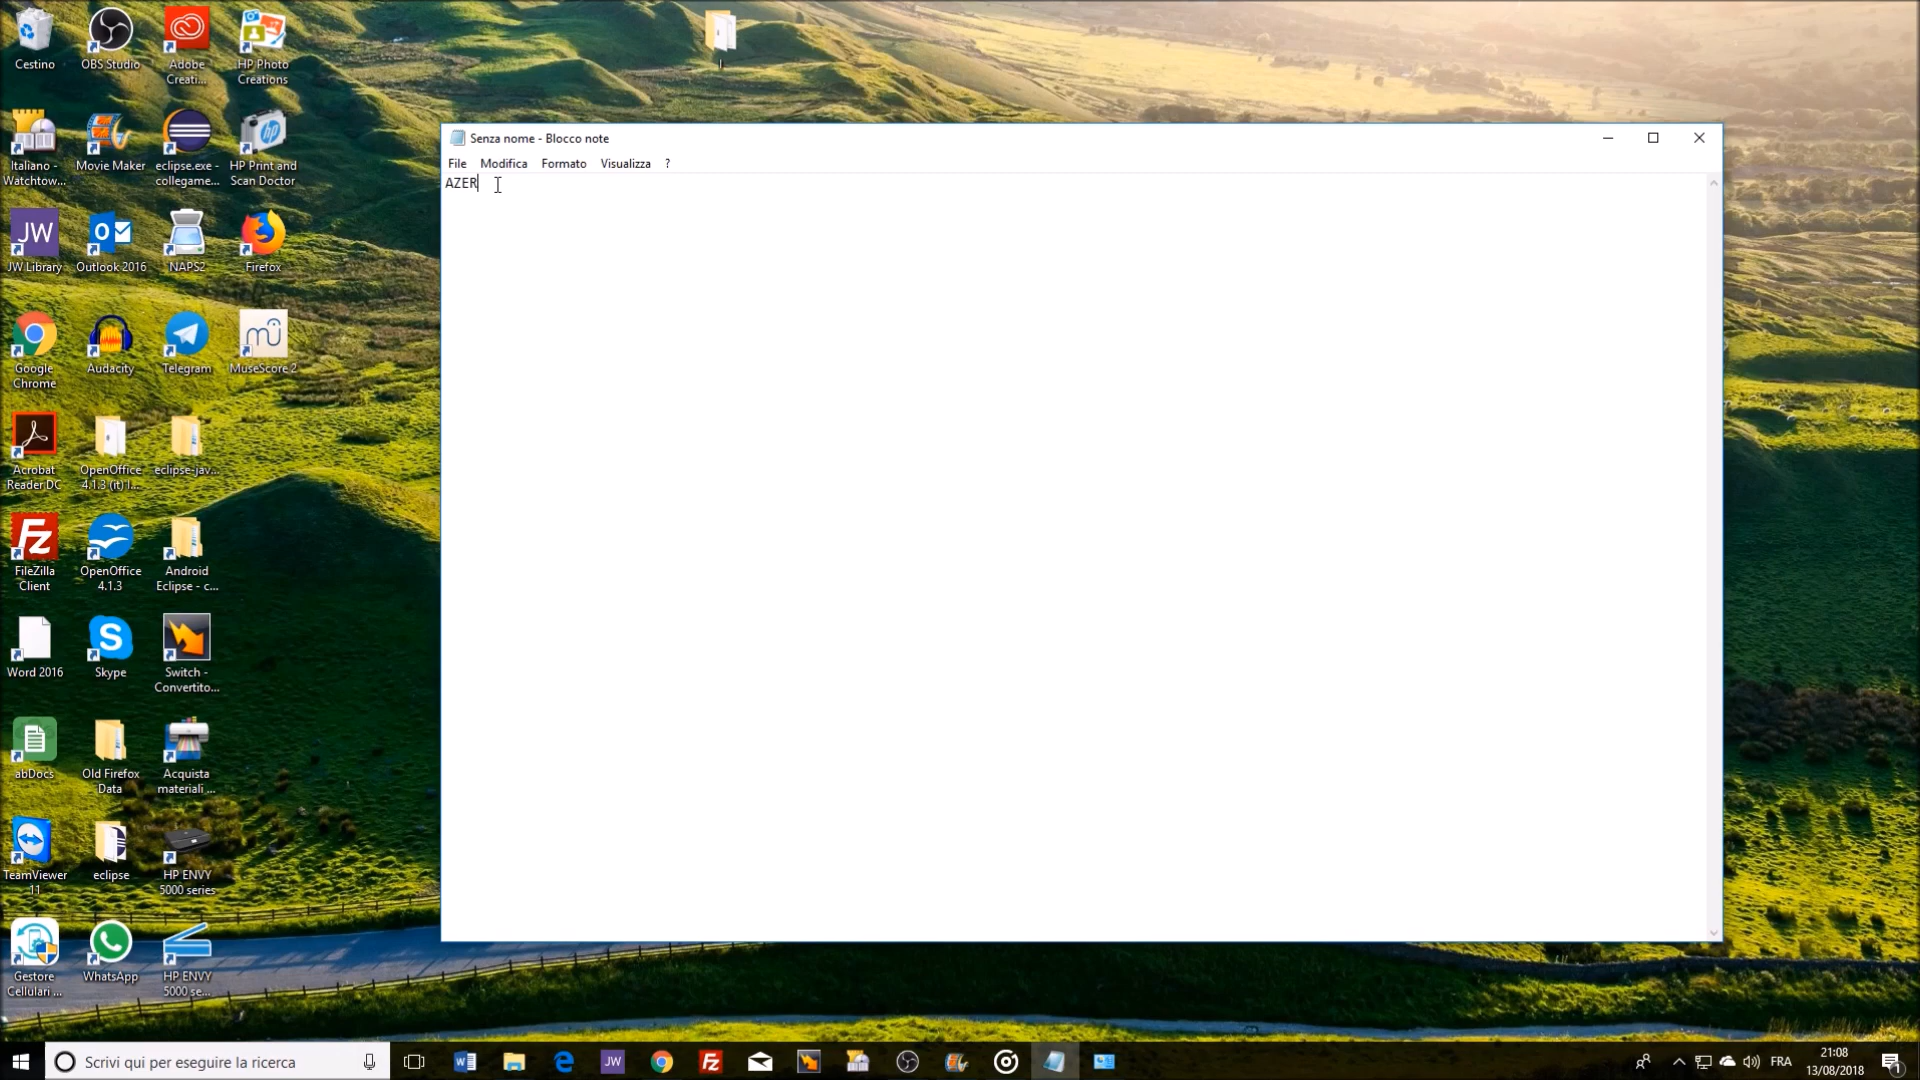 Cestino
OBS Studio
Adobe
Creati...
HP Photo
Creations
Italiano -
Watchtow...
Movie Maker
eclipse.exe -
collegame...
HP Print and
Scan Doctor
JW
JW Library
Outlook 2016
NAPS2
Firefox
Google
Chrome
Audacity
Telegram
MuseScore 2
Acrobat
Reader DC
OpenOffice
4.1.3 (it) I...
eclipse-jav...
FileZilla
Client
OpenOffice
4.1.3
Android
Eclipse - c...
Word 2016
Skype
Switch -
Convertito...
abDocs
Old Firefox
Data
Acquista
materiali ...
TeamViewer
11
eclipse
HP ENVY
5000 series
Gestore
Cellulari ...
WhatsApp
HP ENVY
5000 se...
Senza nome - Blocco note
File Modifica Formato Visualizza ?
AZER
Scrivi qui per eseguire la ricerca
JW
FRA
21:08
13/08/2018
1